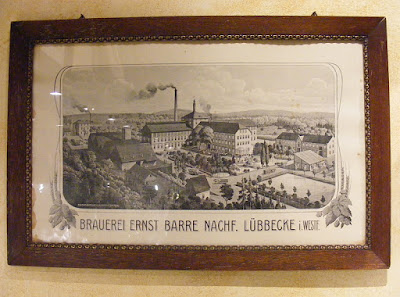 BRAUEREI ERNST BARRE NACHF. LÜBBECKE i. WESTF.